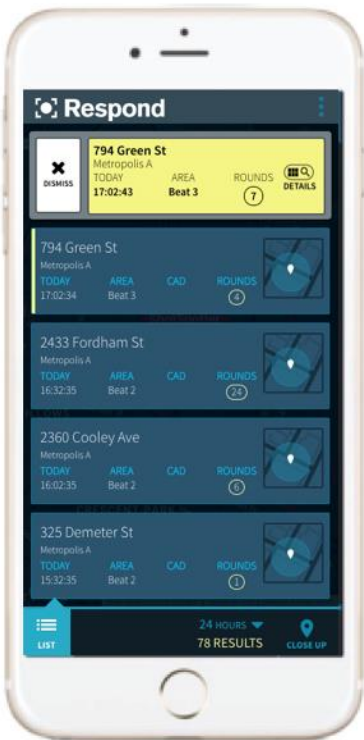 Respond
794 Green St
Metropolis A
TODAY AREA ROUNDS
17:02:43 Beat 3 7
DISMISS
DETAILS
794 Green St
Metropolis A
TODAY AREA CAD ROUNDS
17:02:34 Beat 3 4
2433 Fordham St
Metropolis A
TODAY AREA CAD ROUNDS
16:32:35 Beat 2 24
2360 Cooley Ave
Metropolis A
TODAY AREA CAD ROUNDS
16:02:35 Beat 2 6
CRESCENT PARK
325 Demeter St
Metropolis A
TODAY AREA CAD ROUNDS
15:32:35 Beat 2 1
LIST
24 HOURS
78 RESULTS
CLOSE UP